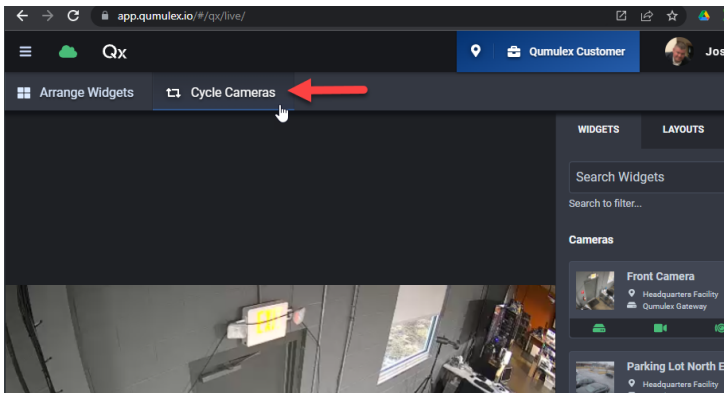 app.qumulex.io/#/qx/live/
Qx
Qumulex Customer
Jos
Arrange Widgets
Cycle Cameras
WIDGETS
LAYOUTS
Search Widgets
Search to filter...
Cameras
Front Camera
Headquarters Facility
Qumulex Gateway
Parking Lot North E
Headquarters Facility